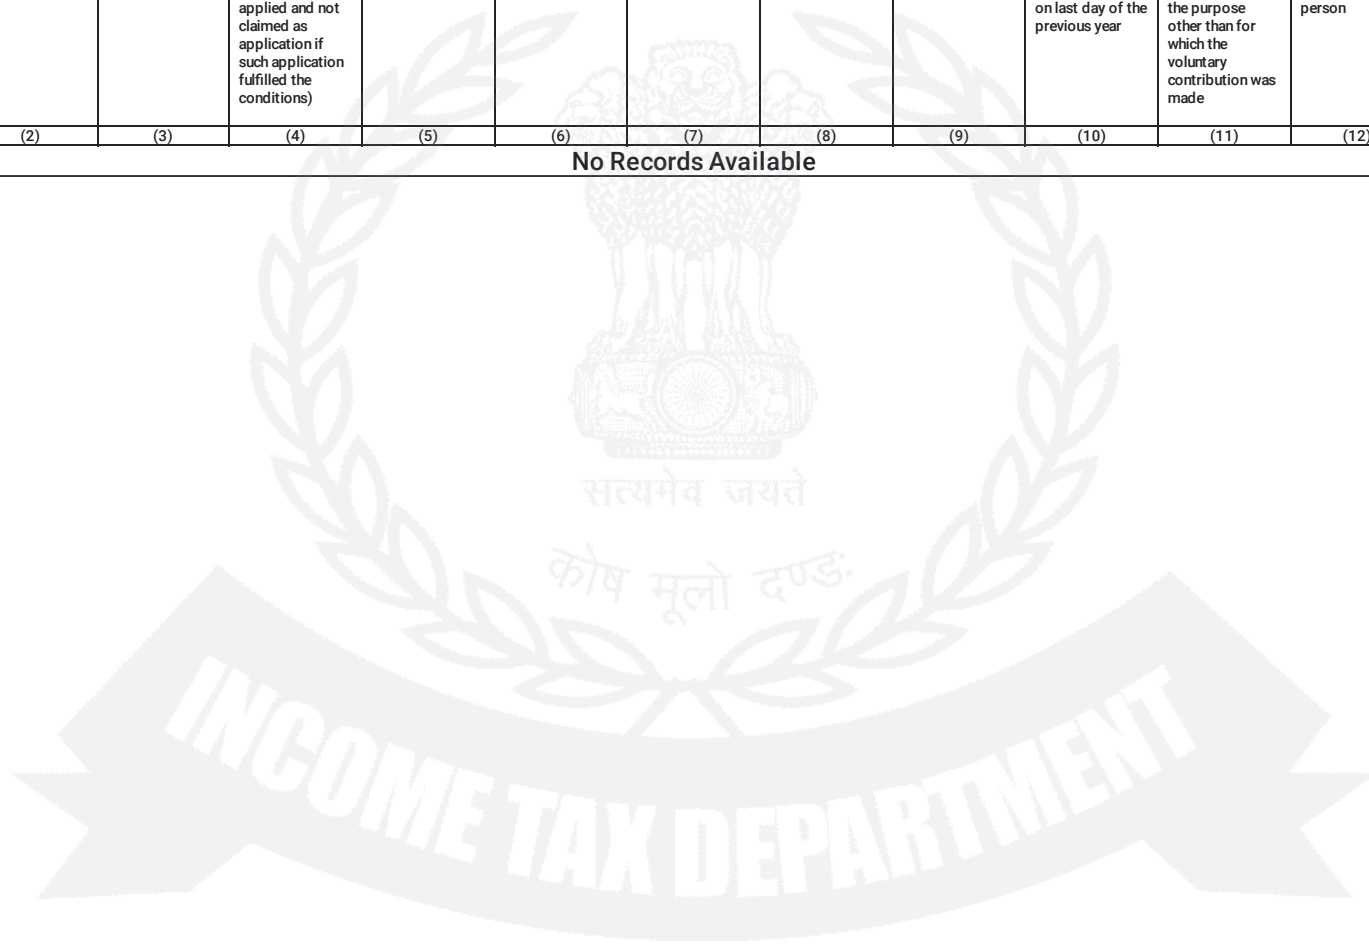 applied and not
claimed as
application if
such application
fulfilled the
conditions)
on last day of the
previous year
the purpose
other than for
which the
voluntary
contribution was
made
person
(2) (3) (4) (5) (6) (7) (8) (9) (10) (11) (12)
No Records Available
सत्यमेव जयते
कोष मूलो दण्डः
INCOME TAX DEPARTMENT